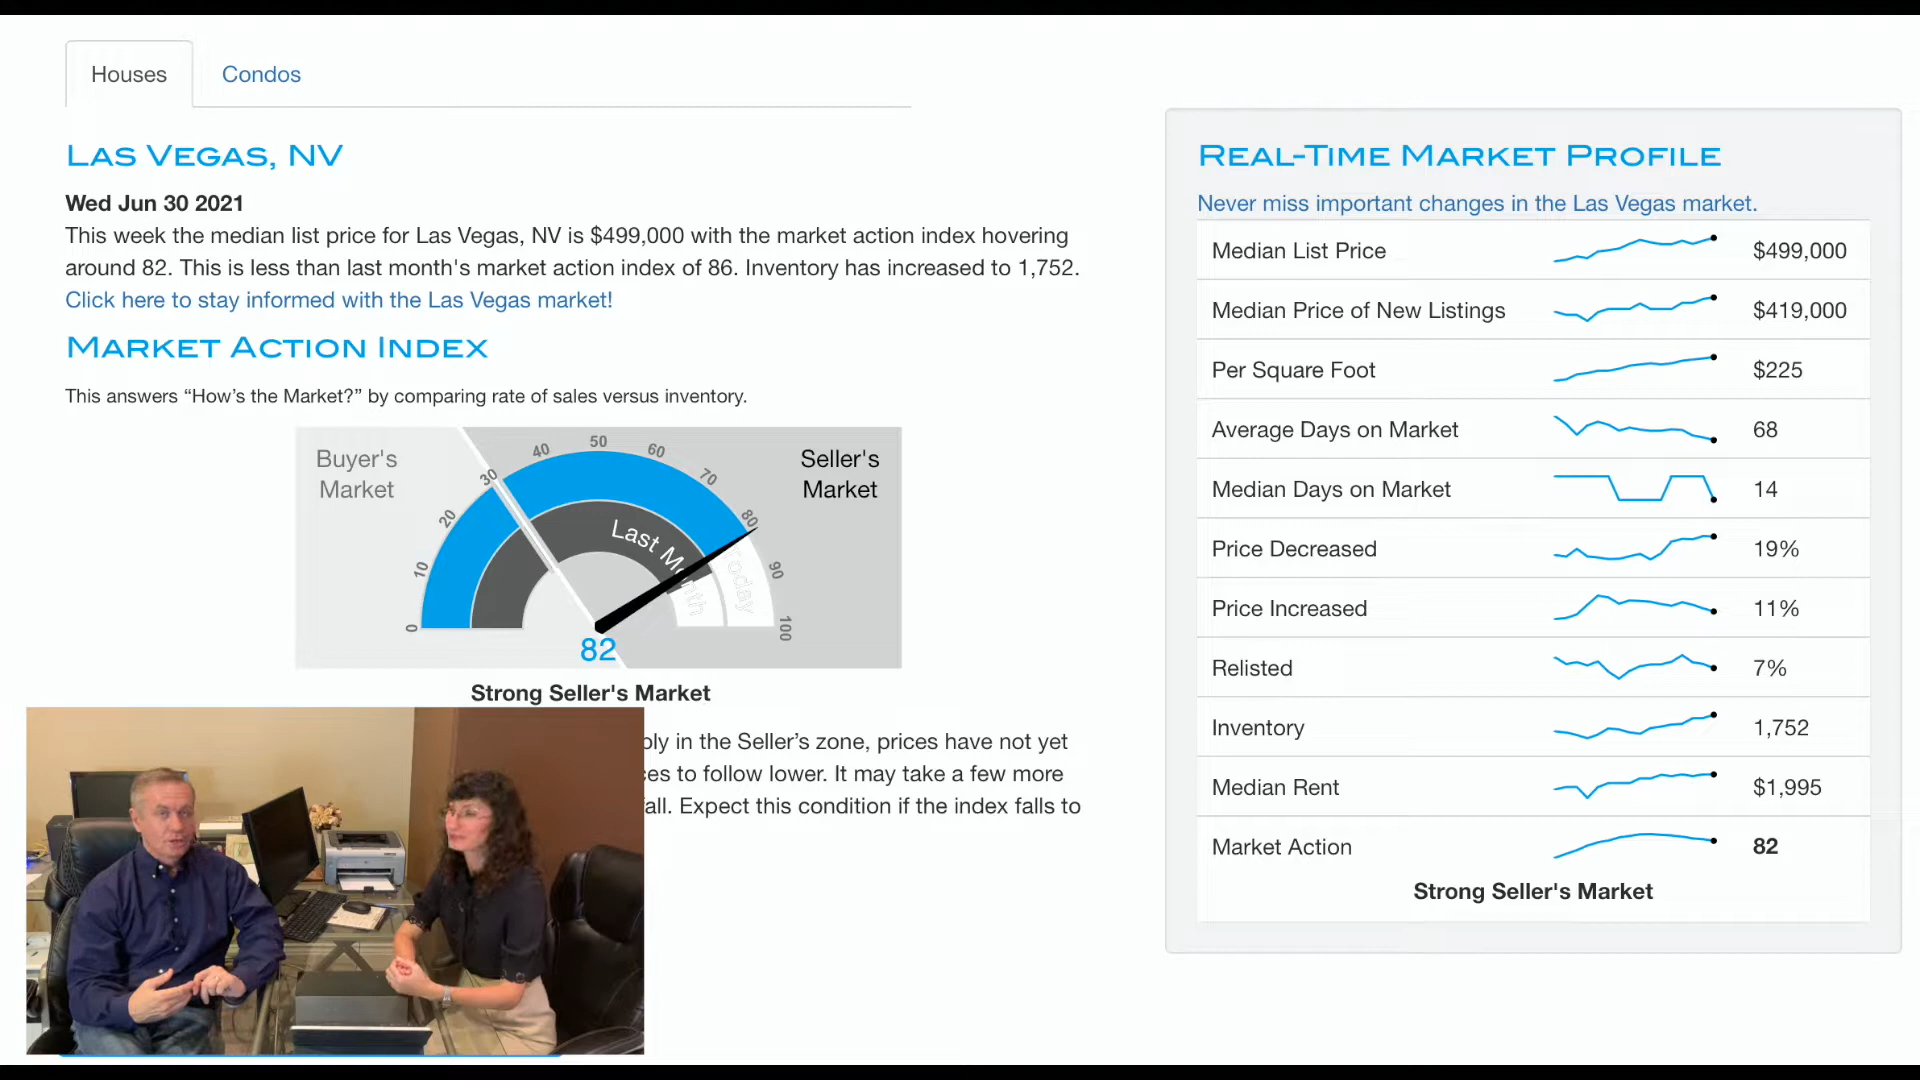 Houses
Condos
LAS VEGAS, NV
Wed Jun 30 2021
This week the median list price for Las Vegas, NV is $499,000 with the market action index hovering
around 82. This is less than last month's market action index of 86. Inventory has increased to 1,752.
Click here to stay informed with the Las Vegas market!
MARKET ACTION INDEX
This answers “How’s the Market?” by comparing rate of sales versus inventory.
Buyer's
Market
Seller's
Market
0
10
20
30
40
50
60
70
80
90
100
Last Month
Today
82
Strong Seller's Market
in the Seller’s zone, prices have not yet
to follow lower. It may take a few more
Expect this condition if the index falls to
REAL-TIME MARKET PROFILE
Never miss important changes in the Las Vegas market.
Median List Price $499,000
Median Price of New Listings $419,000
Per Square Foot $225
Average Days on Market 68
Median Days on Market 14
Price Decreased 19%
Price Increased 11%
Relisted 7%
Inventory 1,752
Median Rent $1,995
Market Action 82
Strong Seller's Market